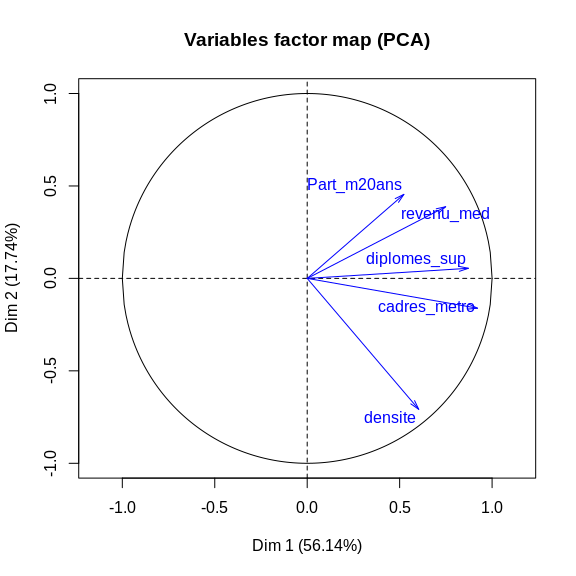 Variables factor map (PCA)
1.0
0.5
0.0
-0.5
-1.0
Dim 2 (17.74%)
Part_m20ans
revenu_med
diplomes_sup
cadres_metro
densite
-1.0
-0.5
0.0
0.5
1.0
Dim 1 (56.14%)